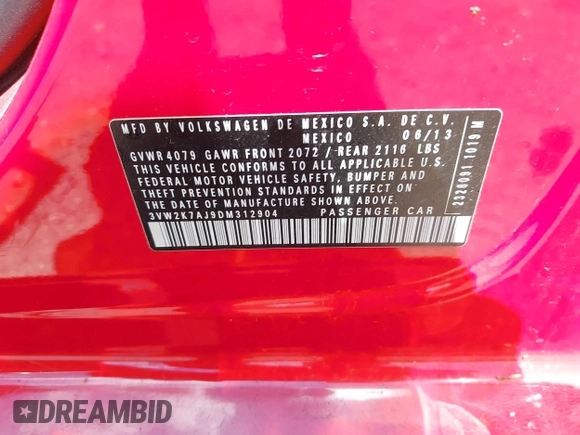 MFD BY VOLKSWAGEN DE MEXICO S.A. DE C.V.
MEXICO 06/13
GVWR 4079 GAWR FRONT 2072 / REAR 2116 LBS
THIS VEHICLE CONFORMS TO ALL APPLICABLE U.S.
FEDERAL MOTOR VEHICLE SAFETY, BUMPER AND
THEFT PREVENTION STANDARDS IN EFFECT ON
THE DATE OF MANUFACTURE SHOWN ABOVE.
3VW2K7AJ9DM312904 PASSENGER CAR
2326091 1019 M
DREAMBID